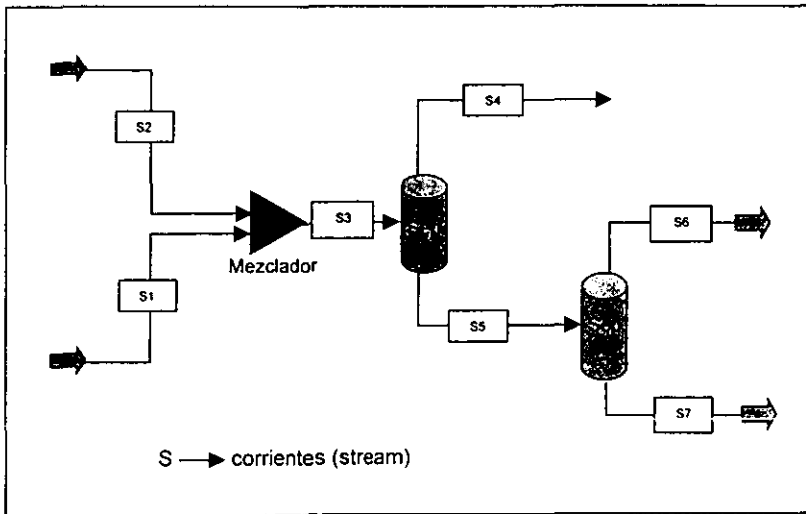 S2
S4
S3
S6
Mezclador
S1
S5
S7
S → corrientes (stream)